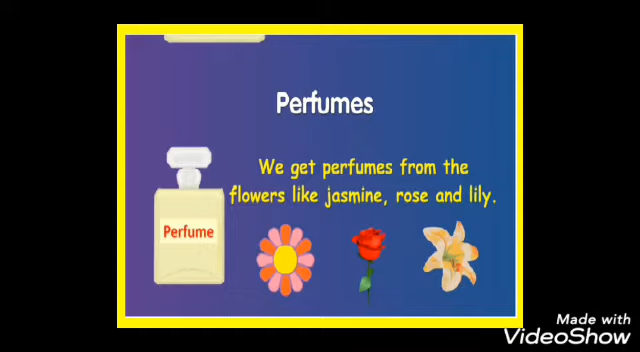 Perfumes
We get perfumes from the
flowers like jasmine, rose and lily.
Perfume
Made with
VideoShow